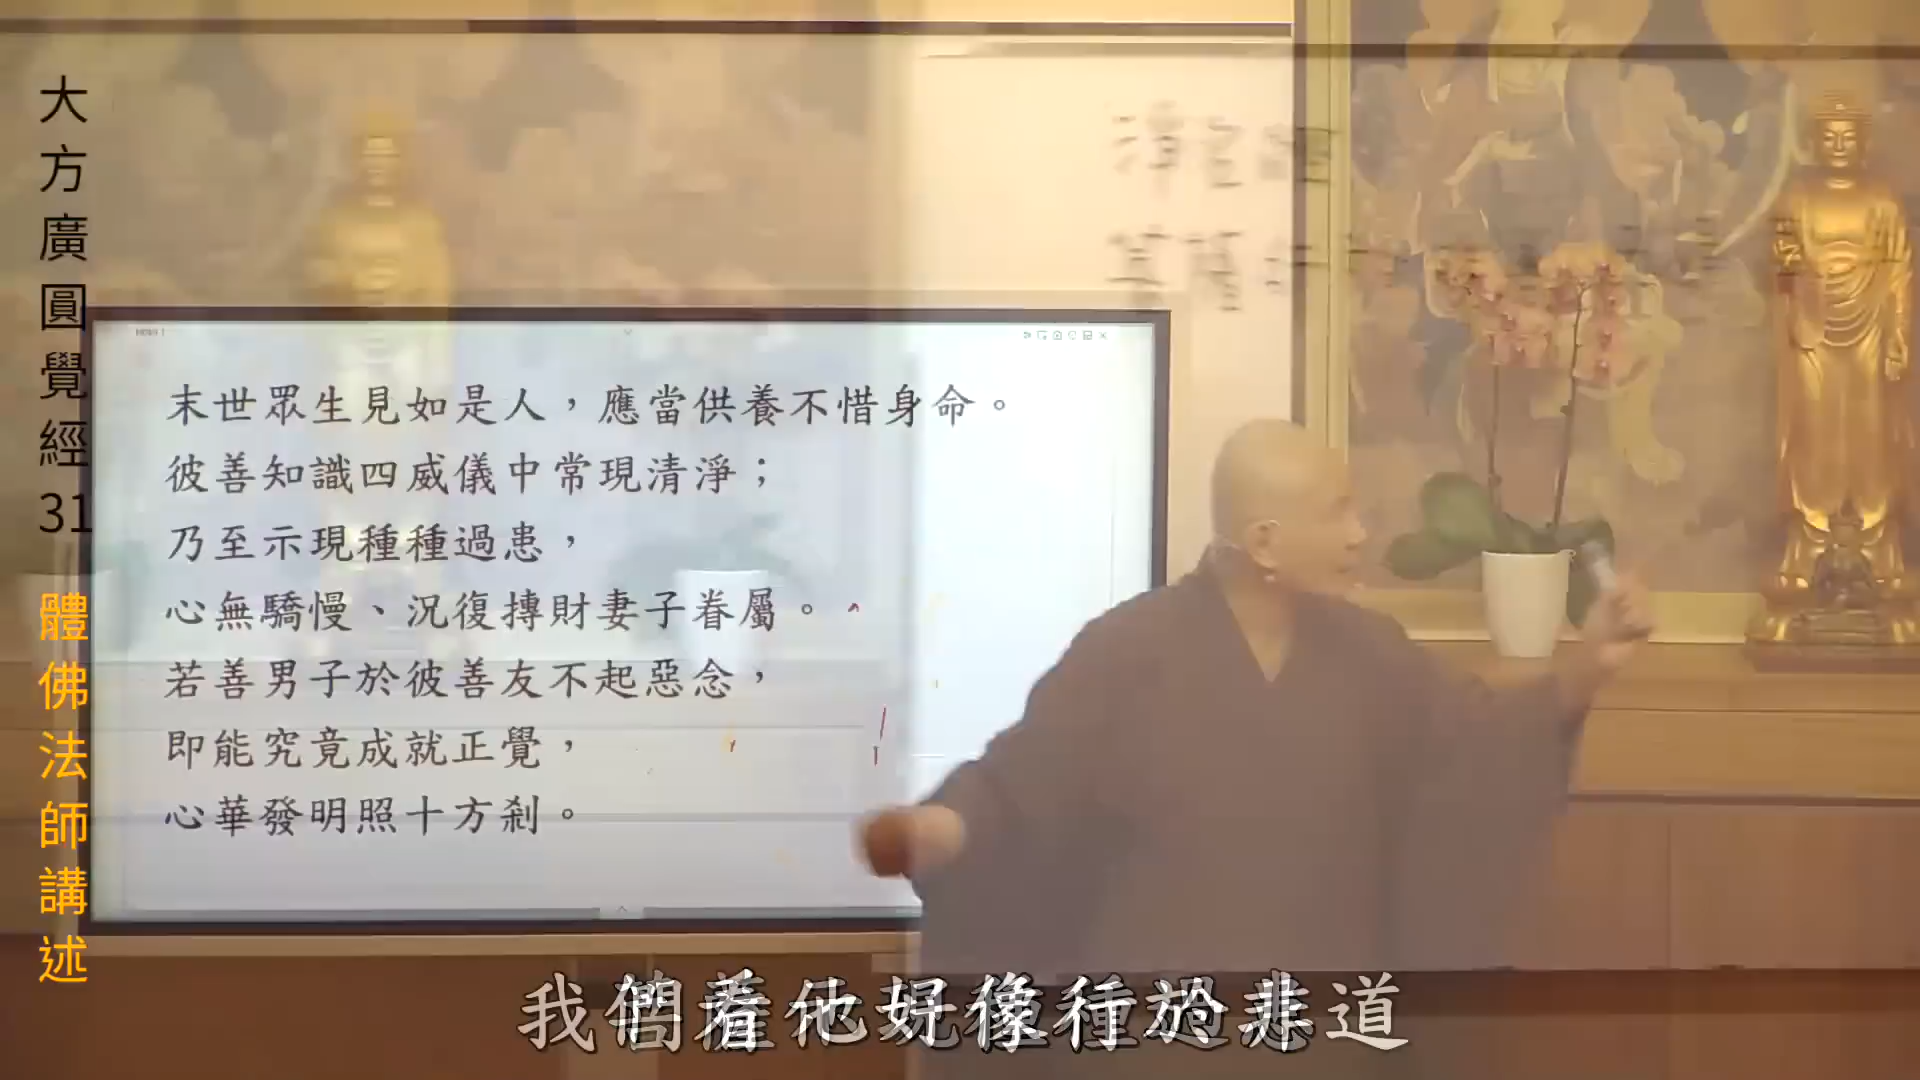 大方廣圓覺經31 體佛法師講述
末世眾生見如是人，應當供養不惜身命。
彼善知識四威儀中常現清淨；
乃至示現種種過患，
心無驕慢、況復摶財妻子眷屬。
若善男子於彼善友不起惡念，
即能究竟成就正覺，
心華發明照十方剎。
我們看他好像行於非道